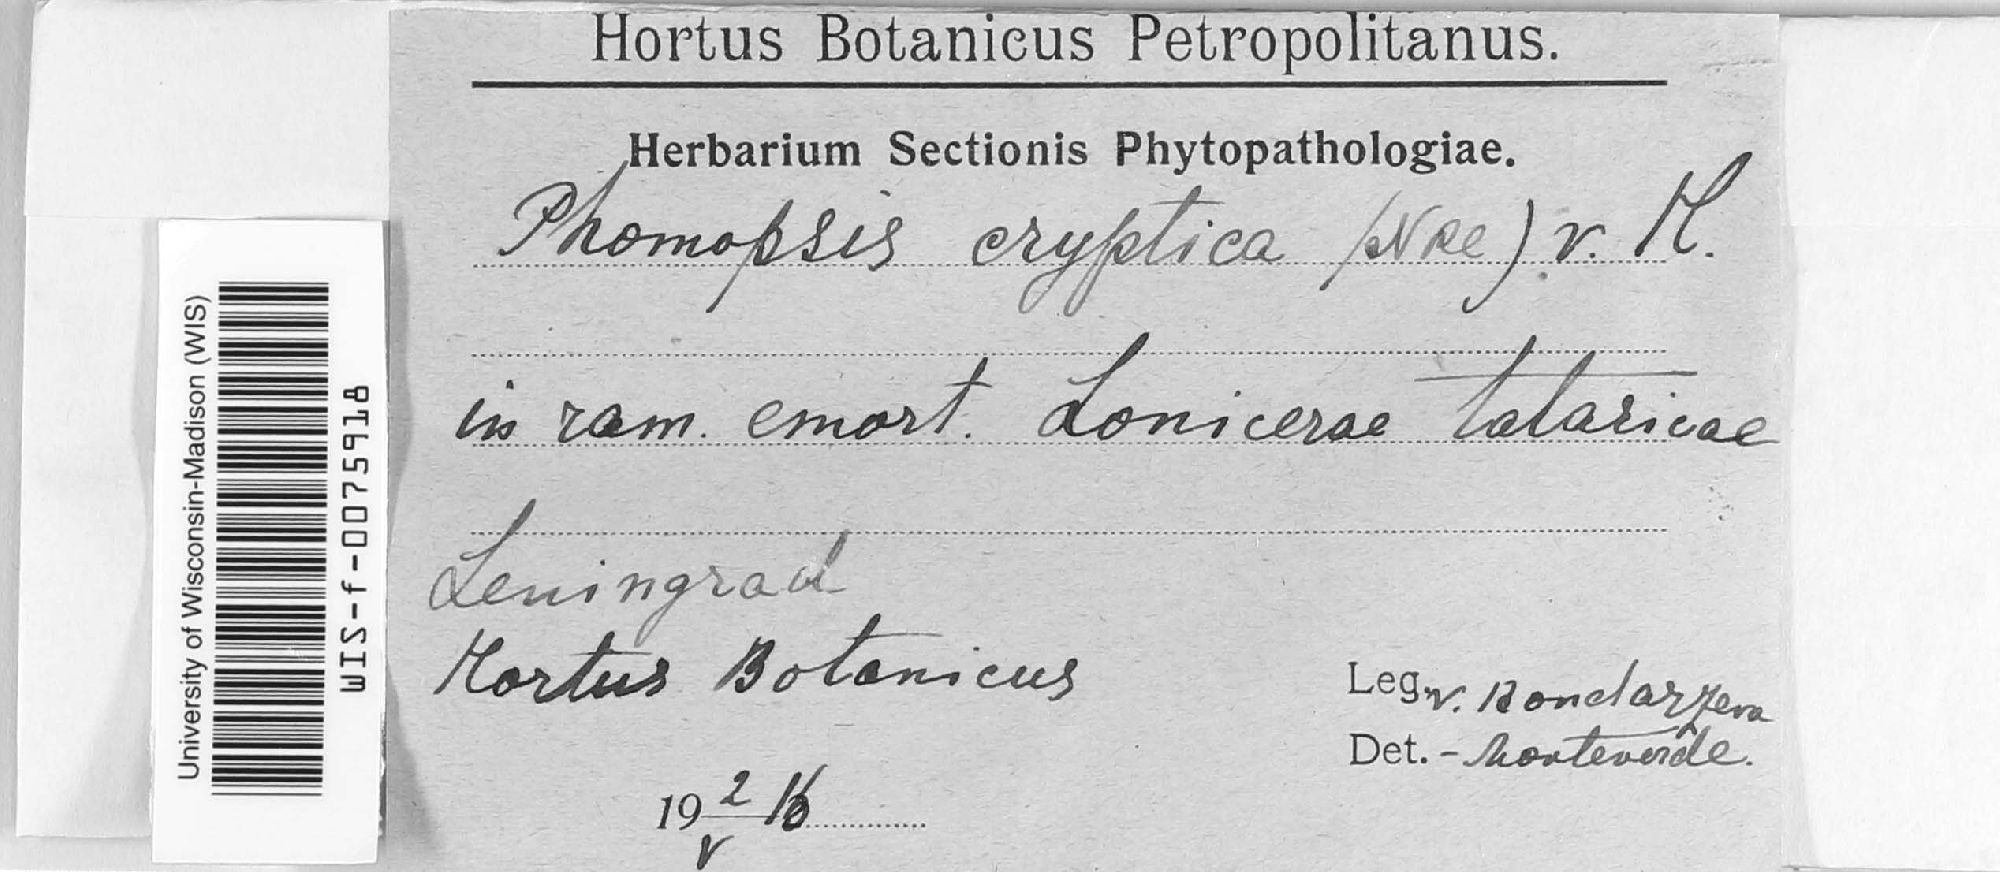 Hortus Botanicus Petropolitanus.
Herbarium Sectionis Phytopathologiae.
Phomopsis cryptica (Nke) v. H.
in ram. emort. Lonicerae tataricae
Leningrad
Hortus Botanicus
Leg. V. Bondarzeva
Det. - Monteverde.
19 2/V 16
University of Wisconsin-Madison (WIS)
WIS-f-0075918